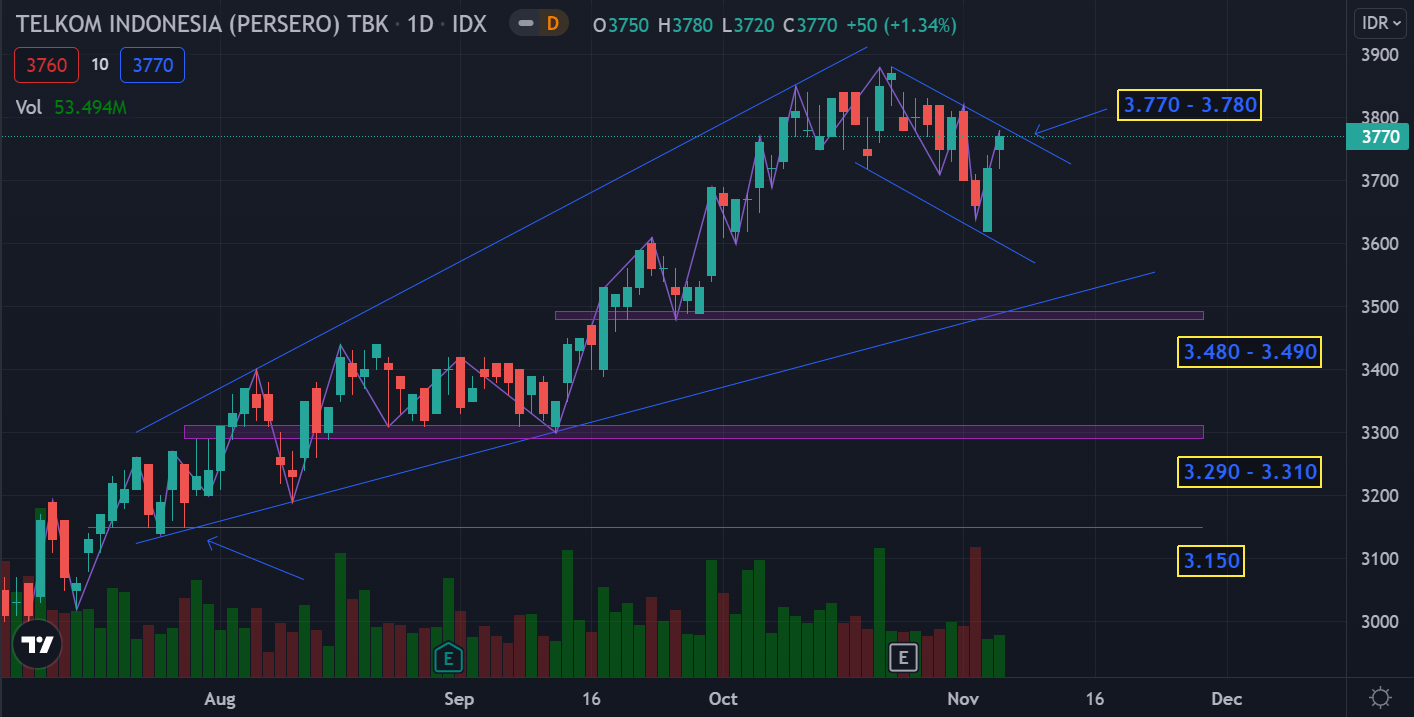 TELKOM INDONESIA (PERSERO) TBK · 1D · IDX D O3750 H3780 L3720 C3770 +50 (+1.34%)
IDR
3760 10 3770
Vol 53.494M
3900
3.770 - 3.780
3800
3770
3700
3600
3500
3.480 - 3.490
3400
3300
3.290 - 3.310
3200
3.150
3100
3000
E E
Aug Sep 16 Oct Nov 16 Dec